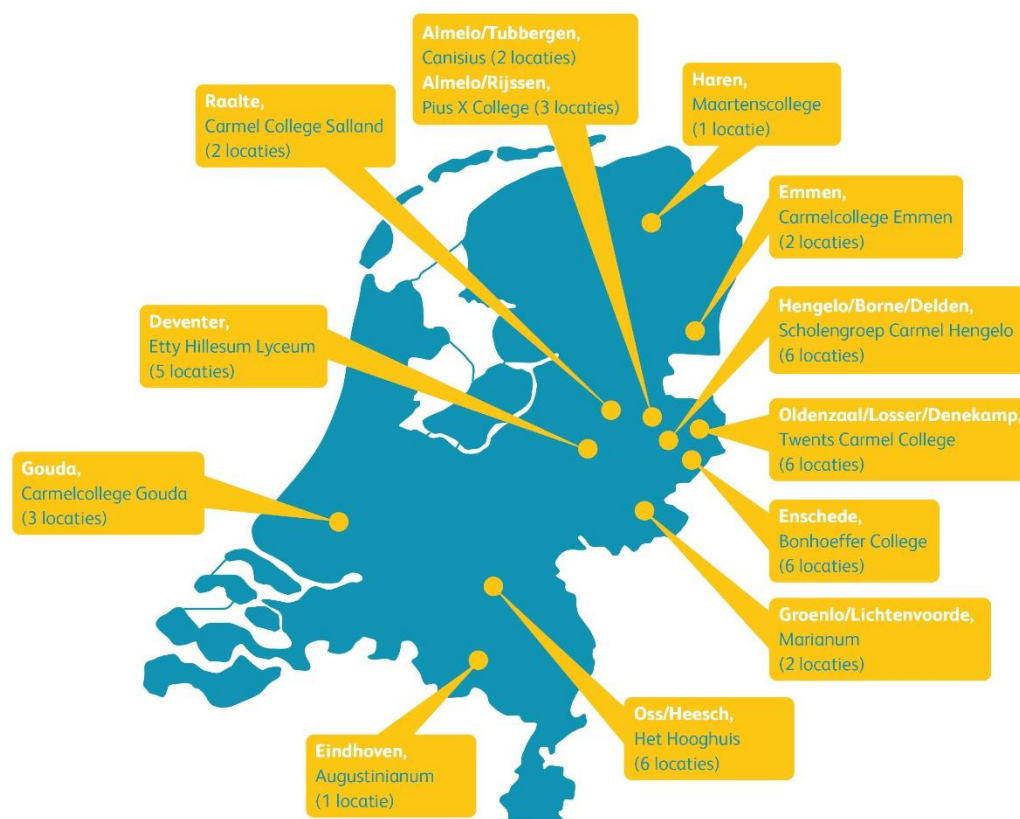 Almelo/Tubbergen,
Canisius (2 locaties)
Almelo/Rijssen,
Pius X College (3 locaties)
Haren,
Maartenscollege
(1 locatie)
Raalte,
Carmel College Salland
(2 locaties)
Emmen,
Carmelcollege Emmen
(2 locaties)
Hengelo/Borne/Delden,
Scholengroep Carmel Hengelo
(6 locaties)
Deventer,
Etty Hillesum Lyceum
(5 locaties)
Oldenzaal/Losser/Denekamp,
Twents Carmel College
(6 locaties)
Gouda,
Carmelcollege Gouda
(3 locaties)
Enschede,
Bonhoeffer College
(6 locaties)
Groenlo/Lichtenvoorde,
Marianum
(2 locaties)
Oss/Heesch,
Het Hooghuis
(6 locaties)
Eindhoven,
Augustinianum
(1 locatie)